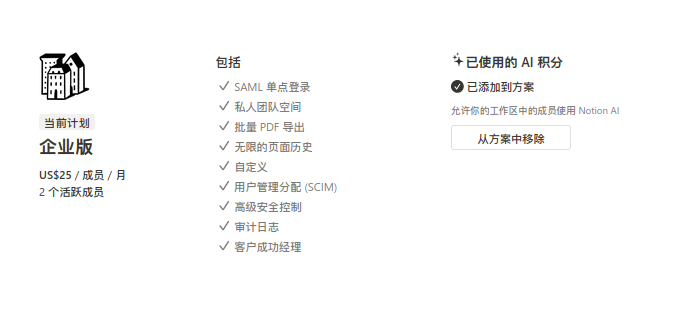 当前计划
企业版
US$25 / 成员 / 月
2 个活跃成员
包括
SAML 单点登录
私人团队空间
批量 PDF 导出
无限的页面历史
自定义
用户管理分配 (SCIM)
高级安全控制
审计日志
客户成功经理
已使用的 AI 积分
已添加到方案
允许你的工作区中的成员使用 Notion AI
从方案中移除